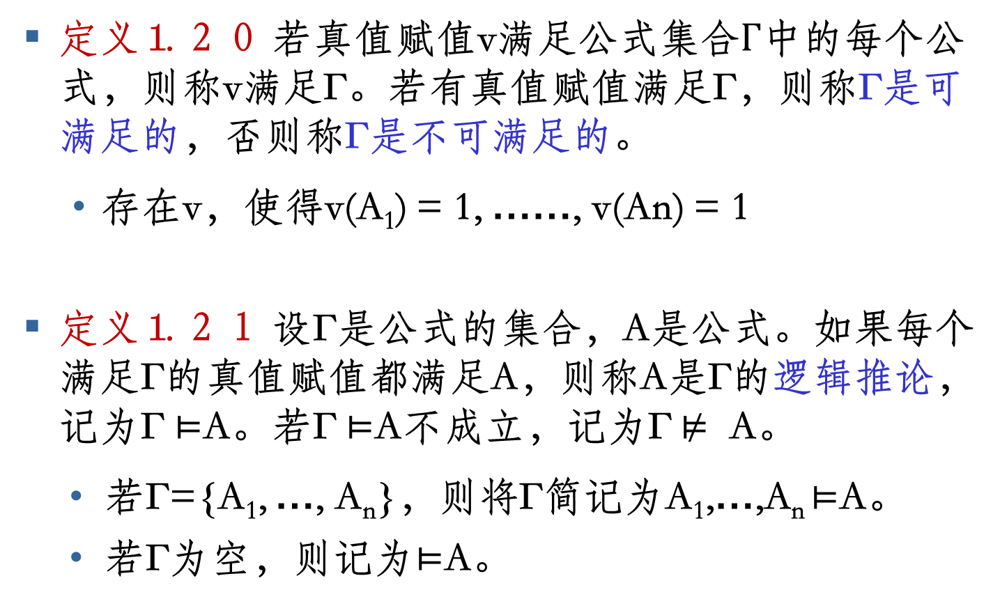 ▪ 定义1.20 若真值赋值v满足公式集合Γ中的每个公
式，则称v满足Γ。若有真值赋值满足Γ，则称Γ是可
满足的，否则称Γ是不可满足的。
• 存在v，使得v(A₁) = 1, ……, v(An) = 1
▪ 定义1.21 设Γ是公式的集合，A是公式。如果每个
满足Γ的真值赋值都满足A，则称A是Γ的逻辑推论，
记为Γ ⊨A。若Γ ⊨A不成立，记为Γ ⊭ A。
• 若Γ={A₁, …, Aₙ}，则将Γ简记为A₁,…,Aₙ ⊨A。
• 若Γ为空，则记为⊨A。